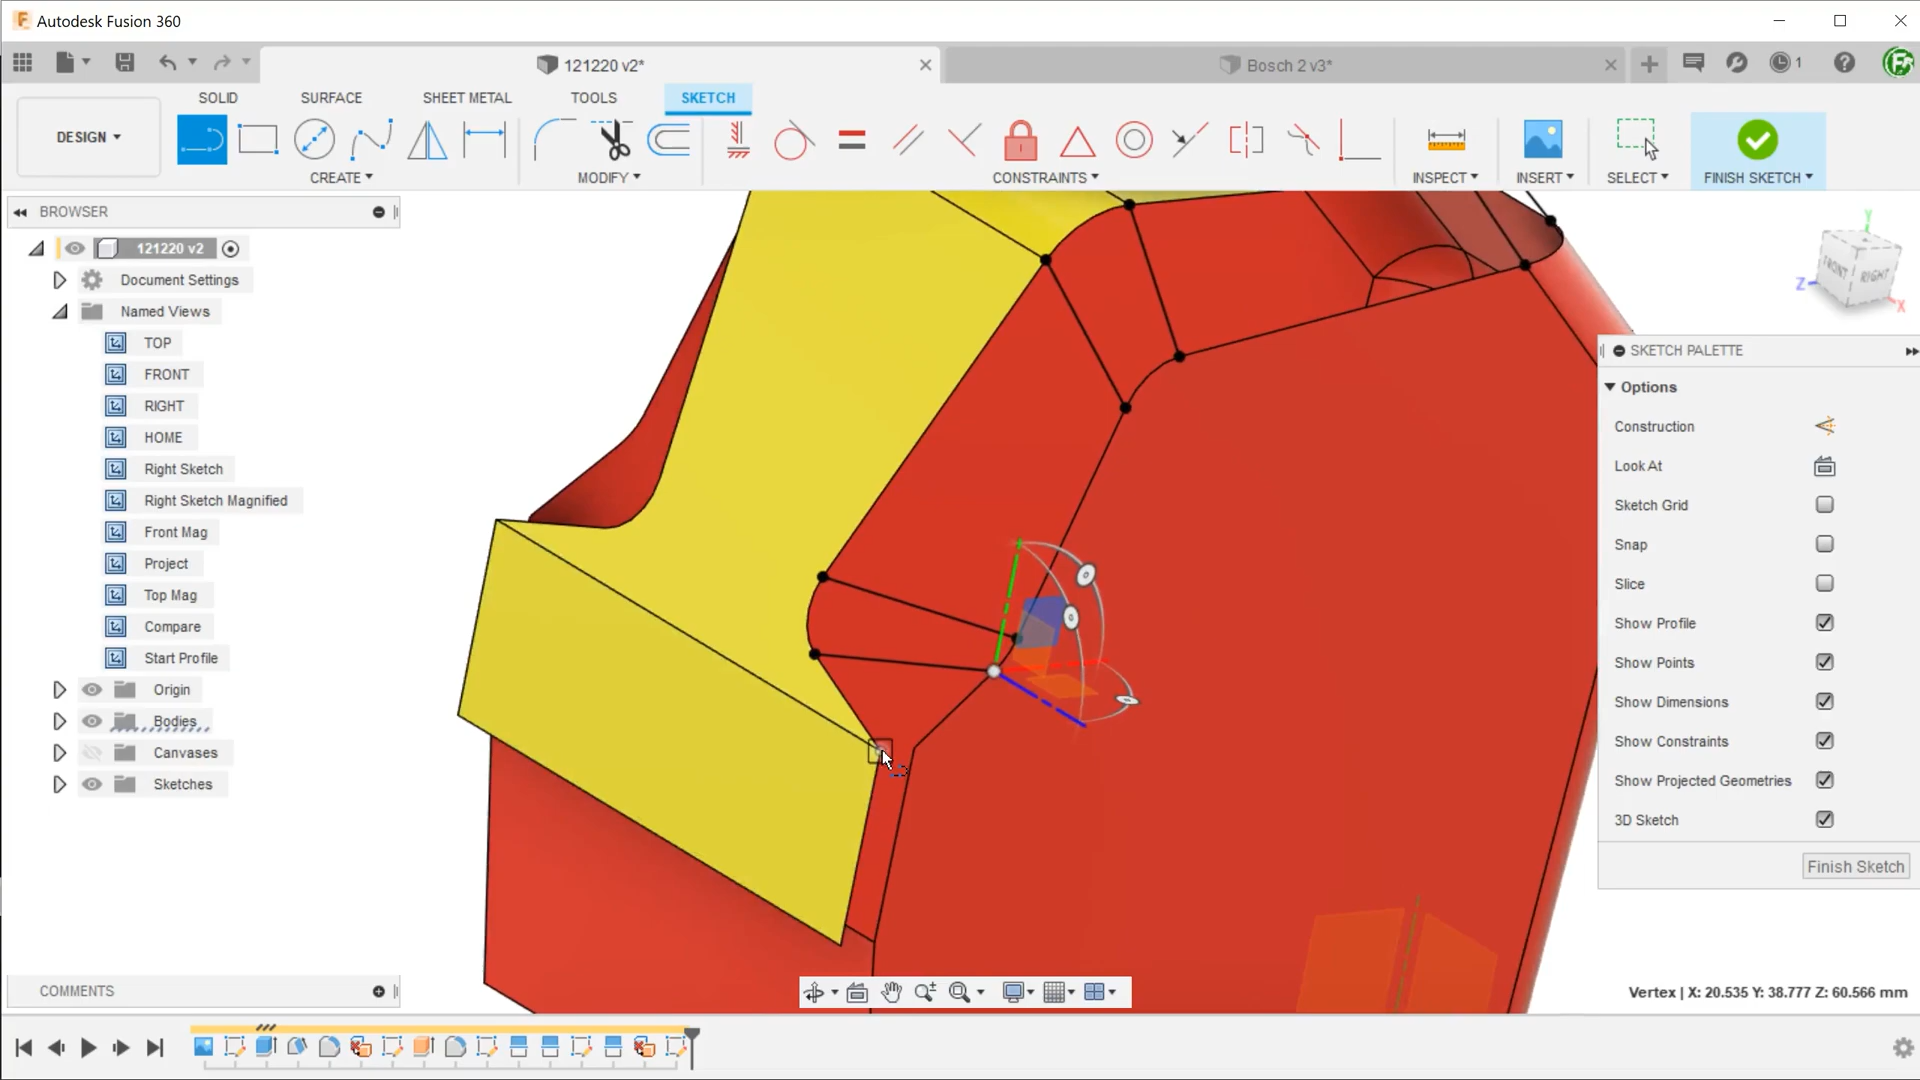 Autodesk Fusion 360
121220 v2*
Bosch 2 v3*
1
SOLID
SURFACE
SHEET METAL
TOOLS
SKETCH
DESIGN
CREATE
MODIFY
CONSTRAINTS
INSPECT
INSERT
SELECT
FINISH SKETCH
BROWSER
121220 v2
Document Settings
Named Views
TOP
FRONT
RIGHT
HOME
Right Sketch
Right Sketch Magnified
Front Mag
Project
Top Mag
Compare
Start Profile
Origin
Bodies
Canvases
Sketches
COMMENTS
Y
FRONT
RIGHT
Z
X
SKETCH PALETTE
Options
Construction
Look At
Sketch Grid
Snap
Slice
Show Profile
Show Points
Show Dimensions
Show Constraints
Show Projected Geometries
3D Sketch
Finish Sketch
Vertex | X: 20.535 Y: 38.777 Z: 60.566 mm